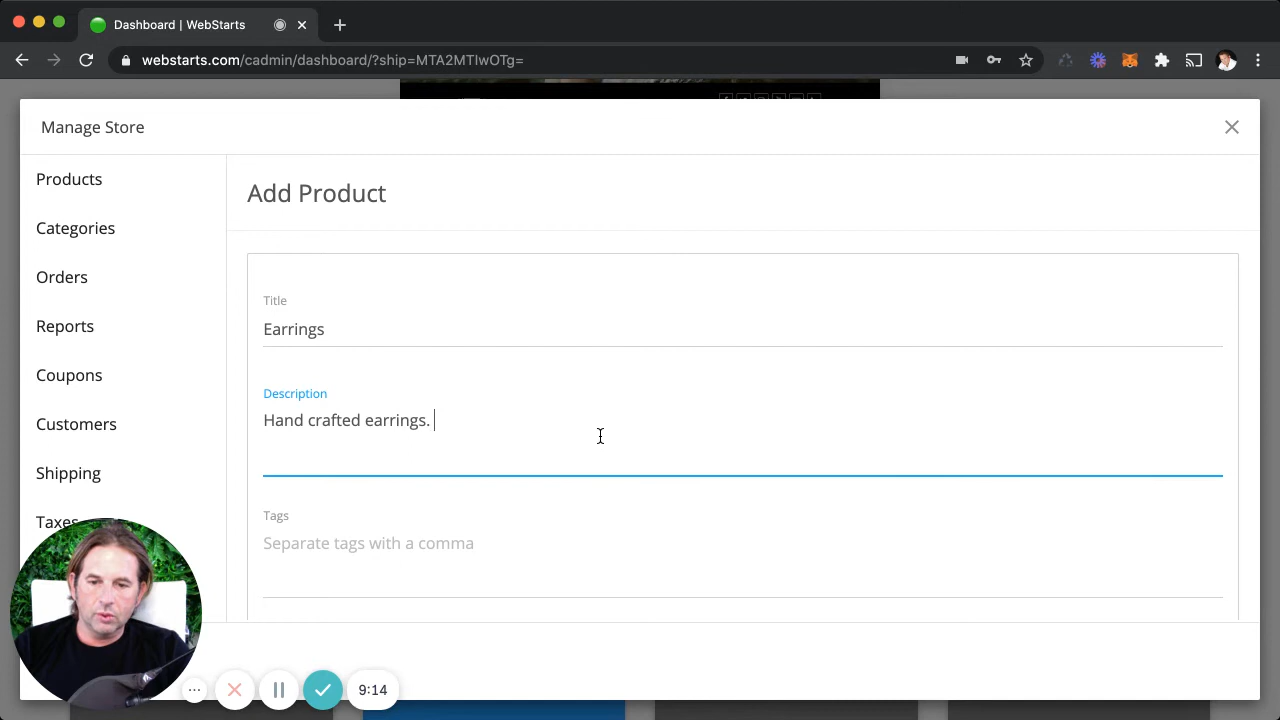 Dashboard | WebStarts
webstarts.com/cadmin/dashboard/?ship=MTA2MTIwOTg=
Manage Store
Products
Categories
Orders
Reports
Coupons
Customers
Shipping
Taxes
Add Product
Title
Earrings
Description
Hand crafted earrings.
Tags
Separate tags with a comma
9:14